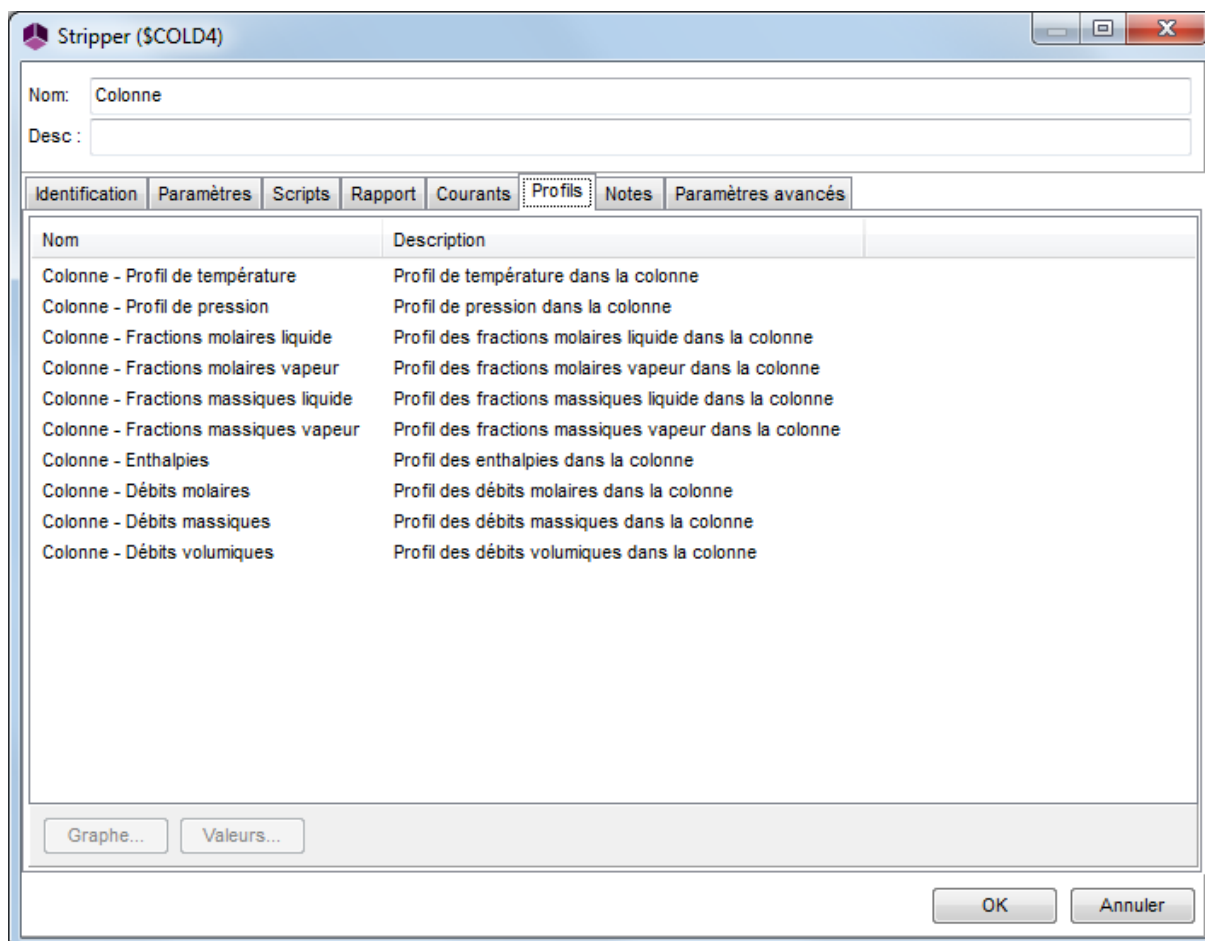 Stripper ($COLD4)
Nom: Colonne
Desc :
Identification Paramètres Scripts Rapport Courants Profils Notes Paramètres avancés
Nom Description
Colonne - Profil de température Profil de température dans la colonne
Colonne - Profil de pression Profil de pression dans la colonne
Colonne - Fractions molaires liquide Profil des fractions molaires liquide dans la colonne
Colonne - Fractions molaires vapeur Profil des fractions molaires vapeur dans la colonne
Colonne - Fractions massiques liquide Profil des fractions massiques liquide dans la colonne
Colonne - Fractions massiques vapeur Profil des fractions massiques vapeur dans la colonne
Colonne - Enthalpies Profil des enthalpies dans la colonne
Colonne - Débits molaires Profil des débits molaires dans la colonne
Colonne - Débits massiques Profil des débits massiques dans la colonne
Colonne - Débits volumiques Profil des débits volumiques dans la colonne
Graphe... Valeurs...
OK Annuler